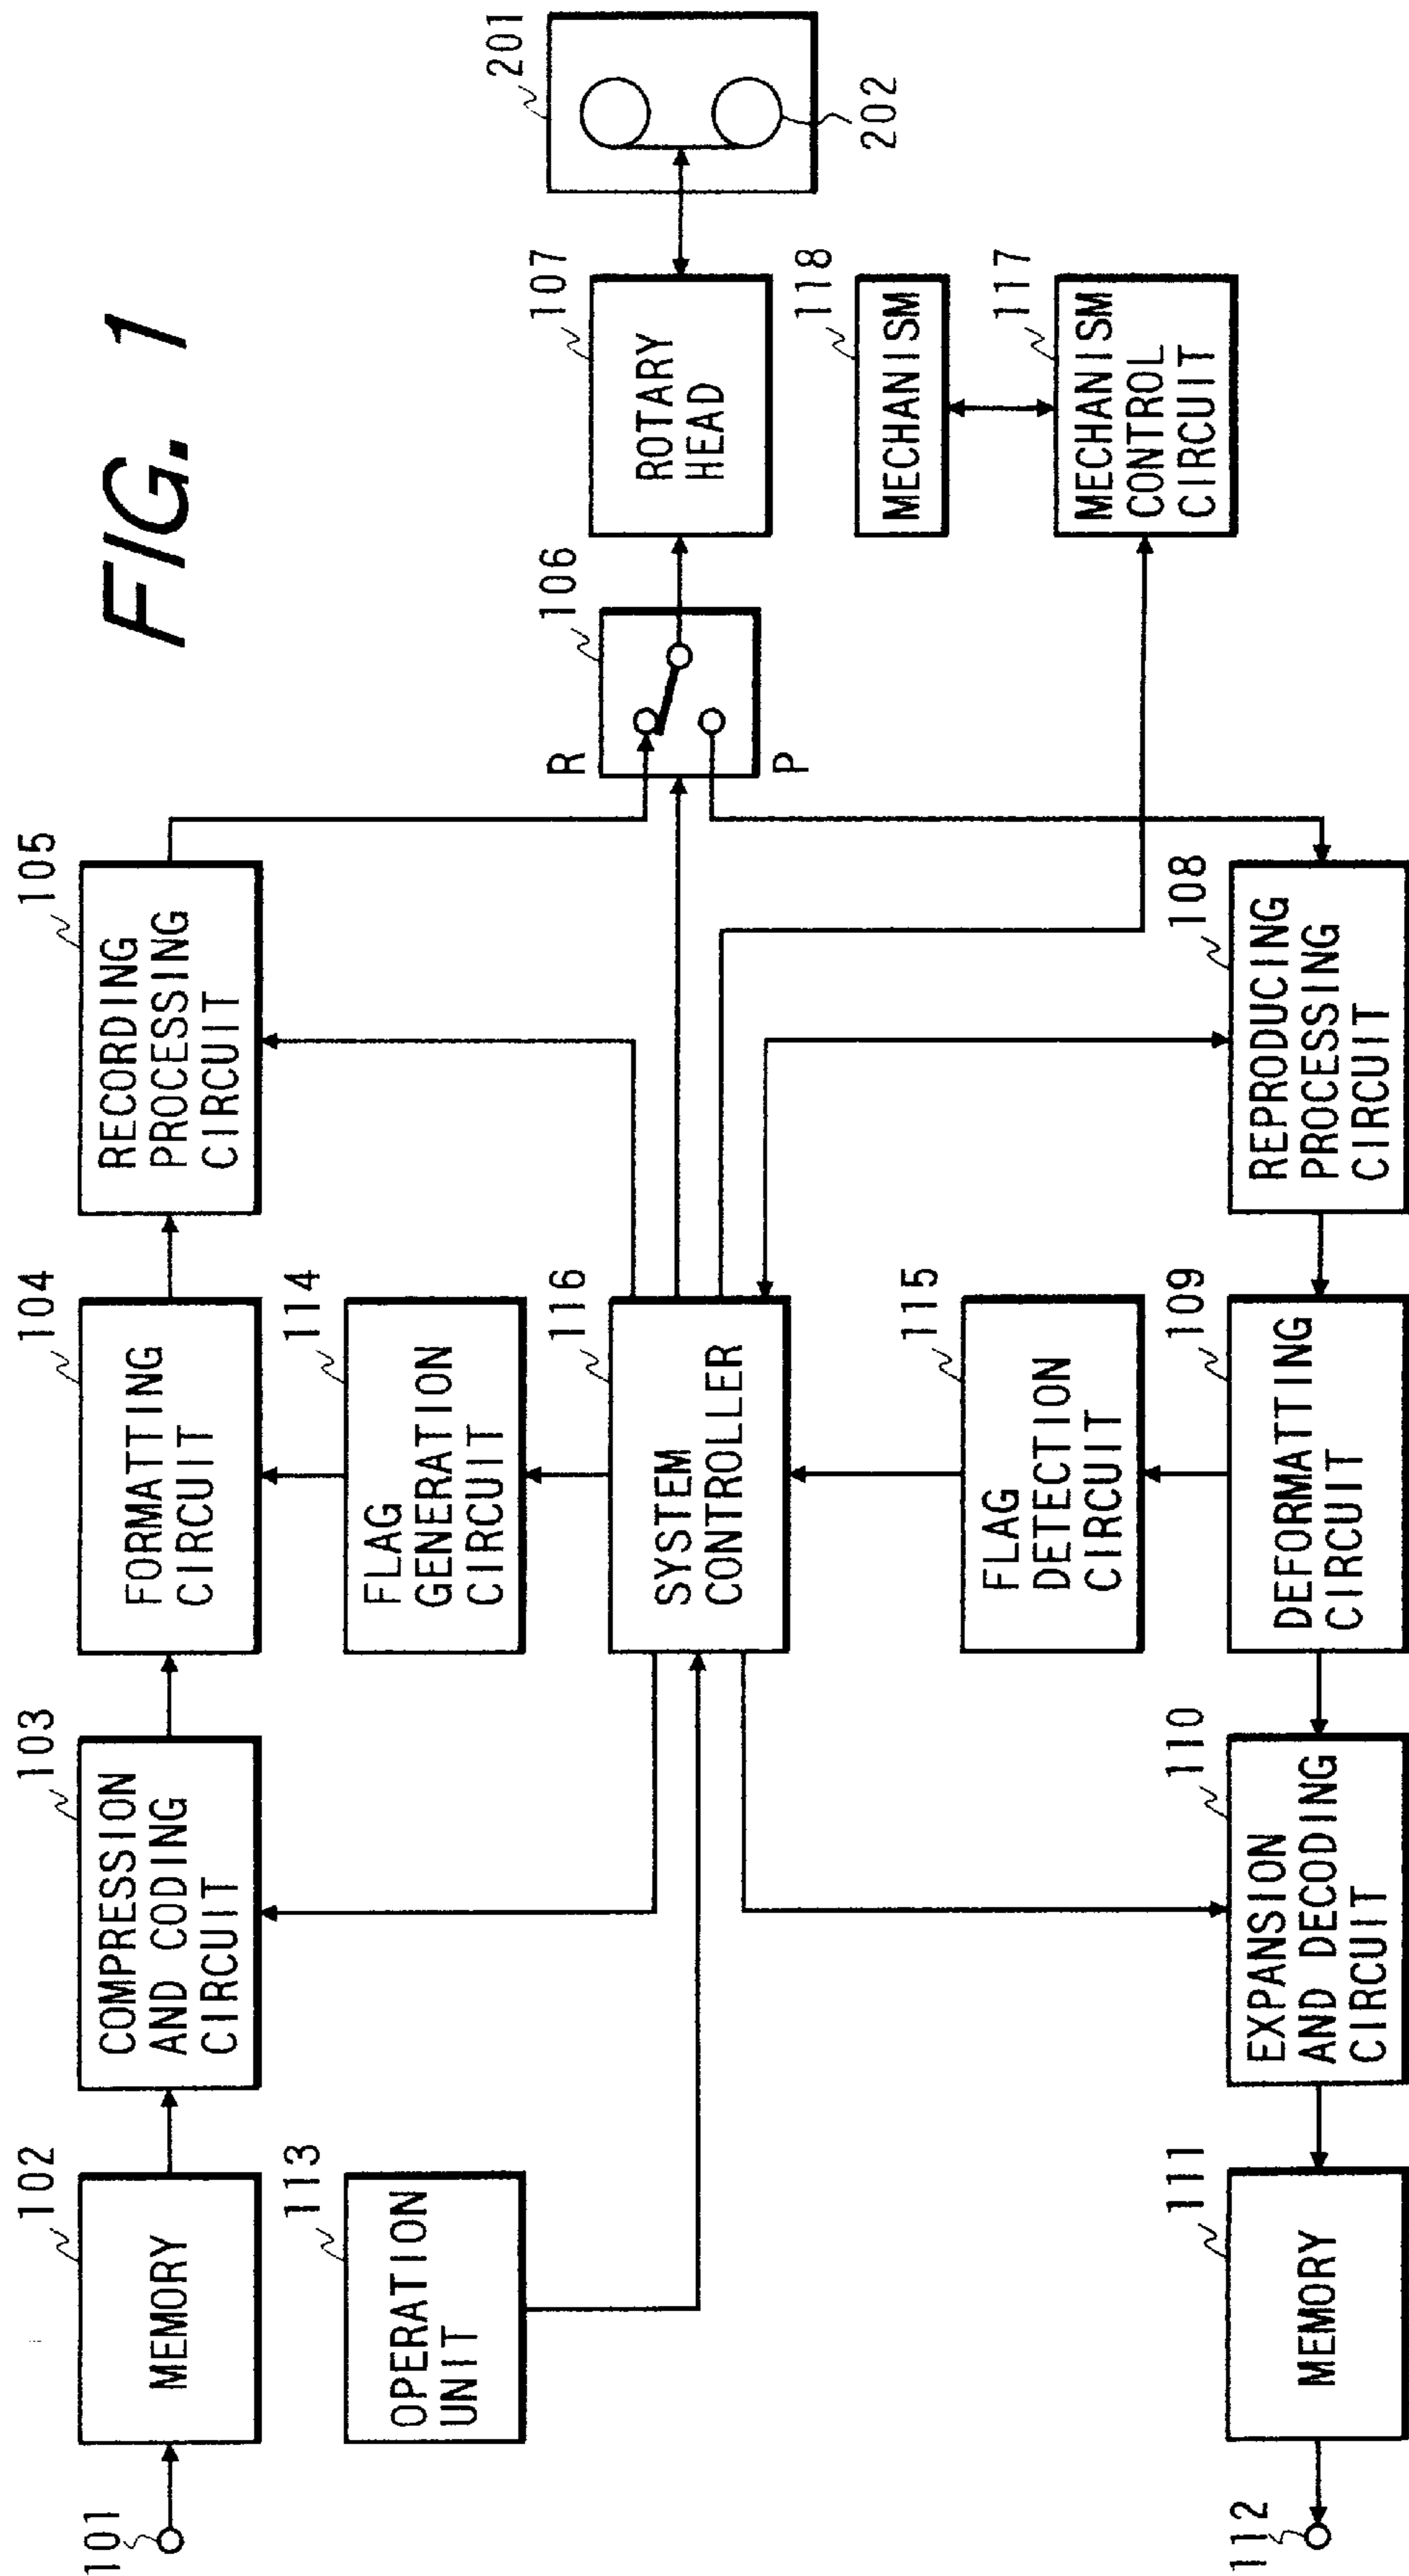 FIG. 1
101
102
MEMORY
103
COMPRESSION
AND CODING
CIRCUIT
104
FORMATTING
CIRCUIT
105
RECORDING
PROCESSING
CIRCUIT
R
106
P
107
ROTARY
HEAD
201
202
113
OPERATION
UNIT
114
FLAG
GENERATION
CIRCUIT
116
SYSTEM
CONTROLLER
118
MECHANISM
117
MECHANISM
CONTROL
CIRCUIT
115
FLAG
DETECTION
CIRCUIT
112
111
MEMORY
110
EXPANSION
AND DECODING
CIRCUIT
109
DEFORMATTING
CIRCUIT
108
REPRODUCING
PROCESSING
CIRCUIT